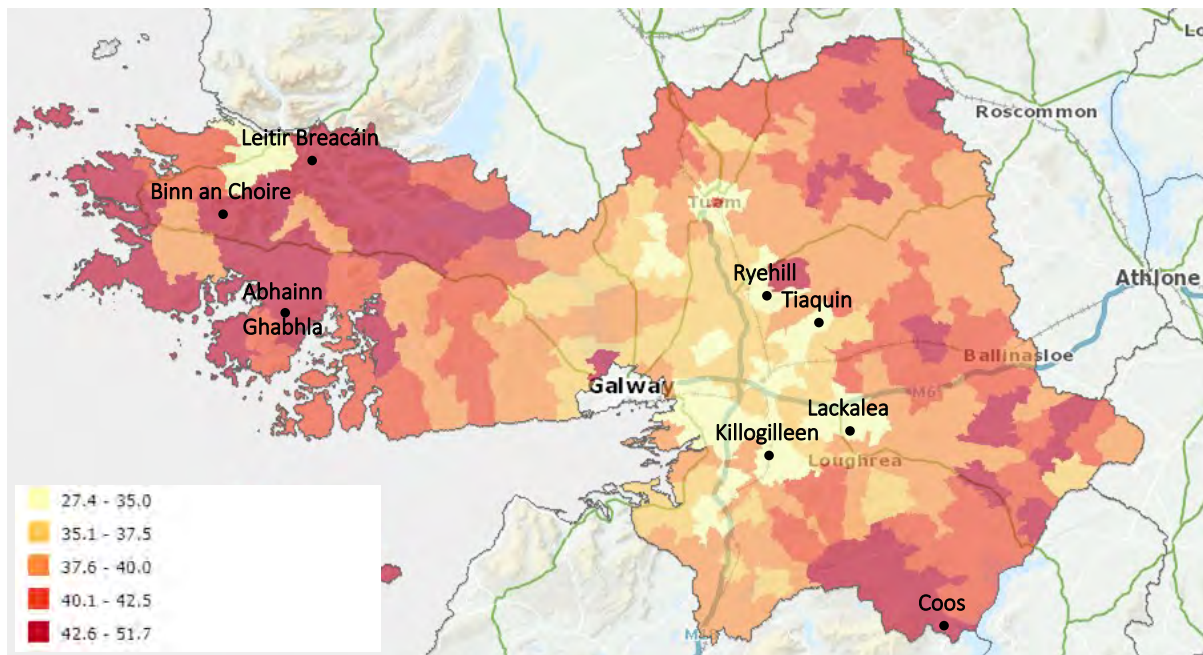 Lo
Roscommon
Leitir Breacáin
Binn an Choire
Tuam
Ryehill
Athlone
Tiaquin
Abhainn
Ghabhla
Ballinasloe
Galway
M6
Lackalea
Killogilleen
Loughrea
27.4 - 35.0
35.1 - 37.5
37.6 - 40.0
40.1 - 42.5
42.6 - 51.7
Coos